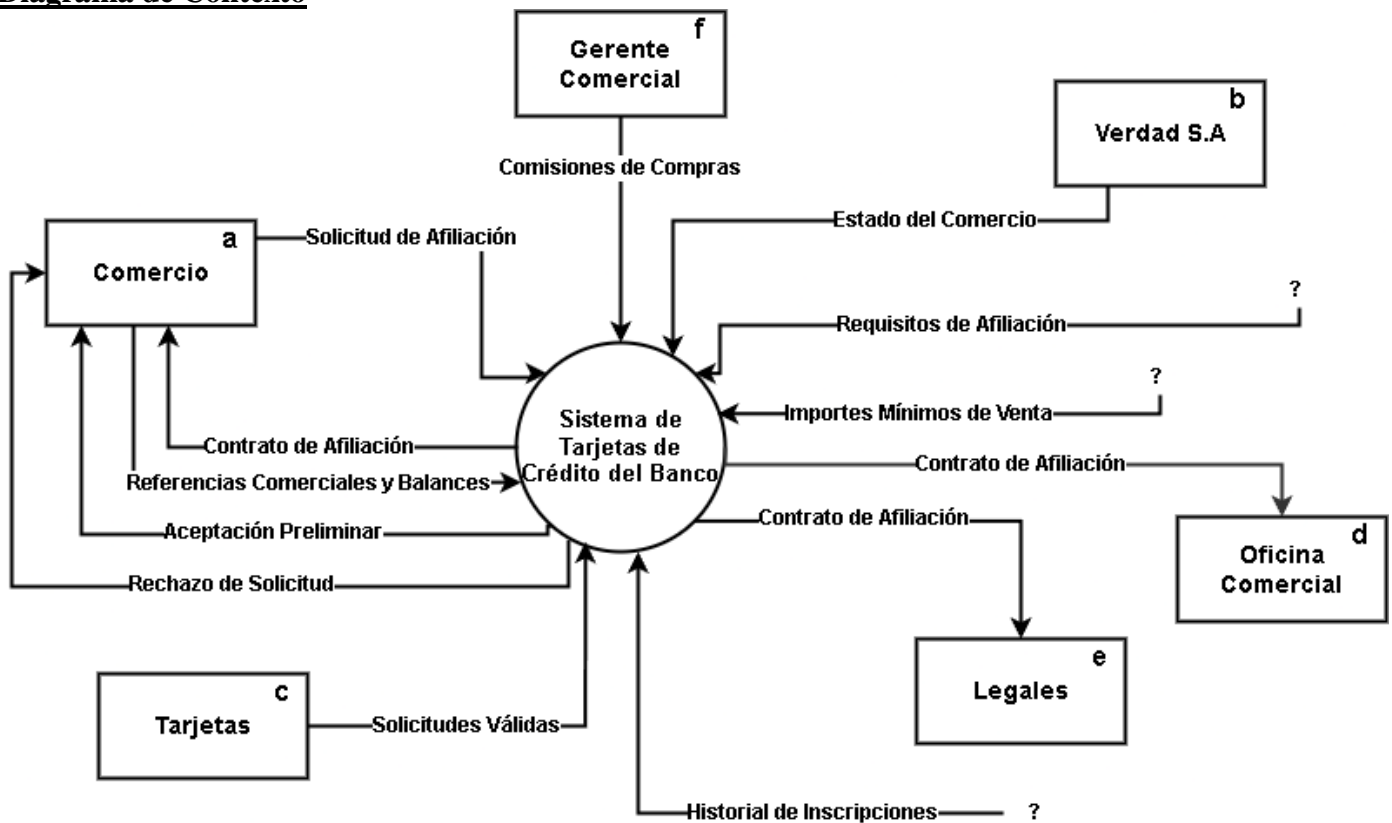 Diagrama de Contexto
f
Gerente
Comercial
b
Verdad S.A
Comisiones de Compras
Estado del Comercio
a
Comercio
Solicitud de Afiliación
?
Requisitos de Afiliación
?
Importes Mínimos de Venta
Sistema de
Tarjetas de
Crédito del Banco
Contrato de Afiliación
Contrato de Afiliación
Referencias Comerciales y Balances
Contrato de Afiliación
Aceptación Preliminar
d
Oficina
Comercial
Rechazo de Solicitud
e
Legales
c
Tarjetas
Solicitudes Válidas
Historial de Inscripciones
?